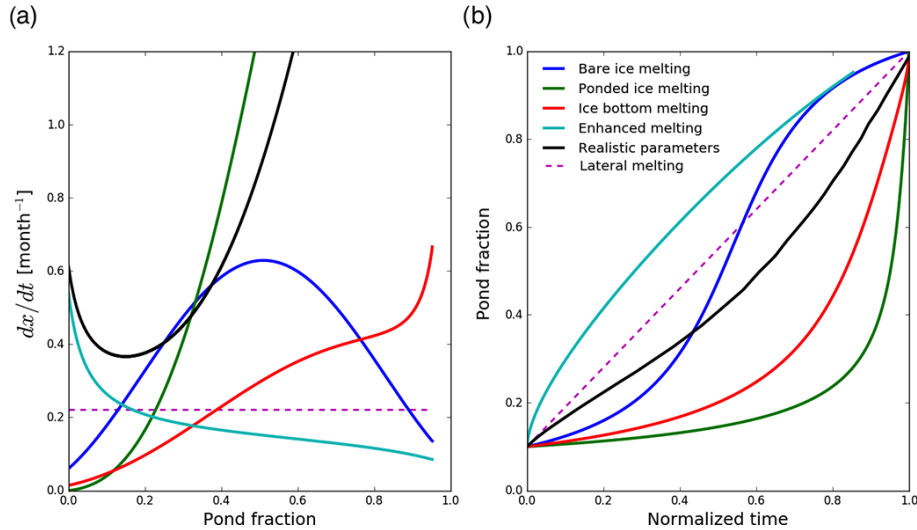 (a)
1.2
1.0
0.8
0.6
0.4
0.2
0.0
dx/dt [month⁻¹]
0.0 0.2 0.4 0.6 0.8 1.0
Pond fraction
(b)
1.0
0.8
0.6
0.4
0.2
0.0
Pond fraction
Bare ice melting
Ponded ice melting
Ice bottom melting
Enhanced melting
Realistic parameters
Lateral melting
0.0 0.2 0.4 0.6 0.8 1.0
Normalized time